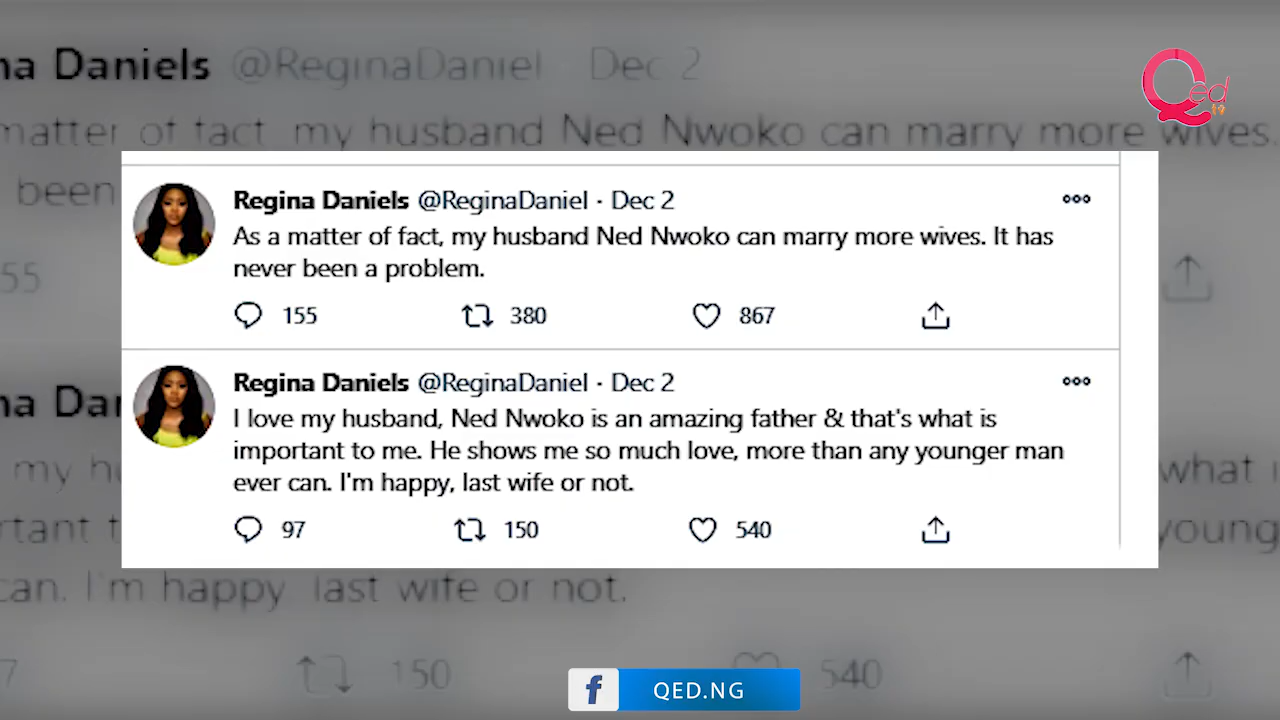 na Daniels @ReginaDaniel Dec 2
Qed
matter of fact my husband Ned Nwoko can marry more wives.
been
55
Regina Daniels @ReginaDaniel · Dec 2
As a matter of fact, my husband Ned Nwoko can marry more wives. It has
never been a problem.
155 380 867
Regina Daniels @ReginaDaniel · Dec 2
I love my husband, Ned Nwoko is an amazing father & that's what is
important to me. He shows me so much love, more than any younger man
ever can. I'm happy, last wife or not.
97 150 540
na Dar
my hu what i
rtant t young
can. I'm happy last wife or not.
7 150 540
f QED.NG